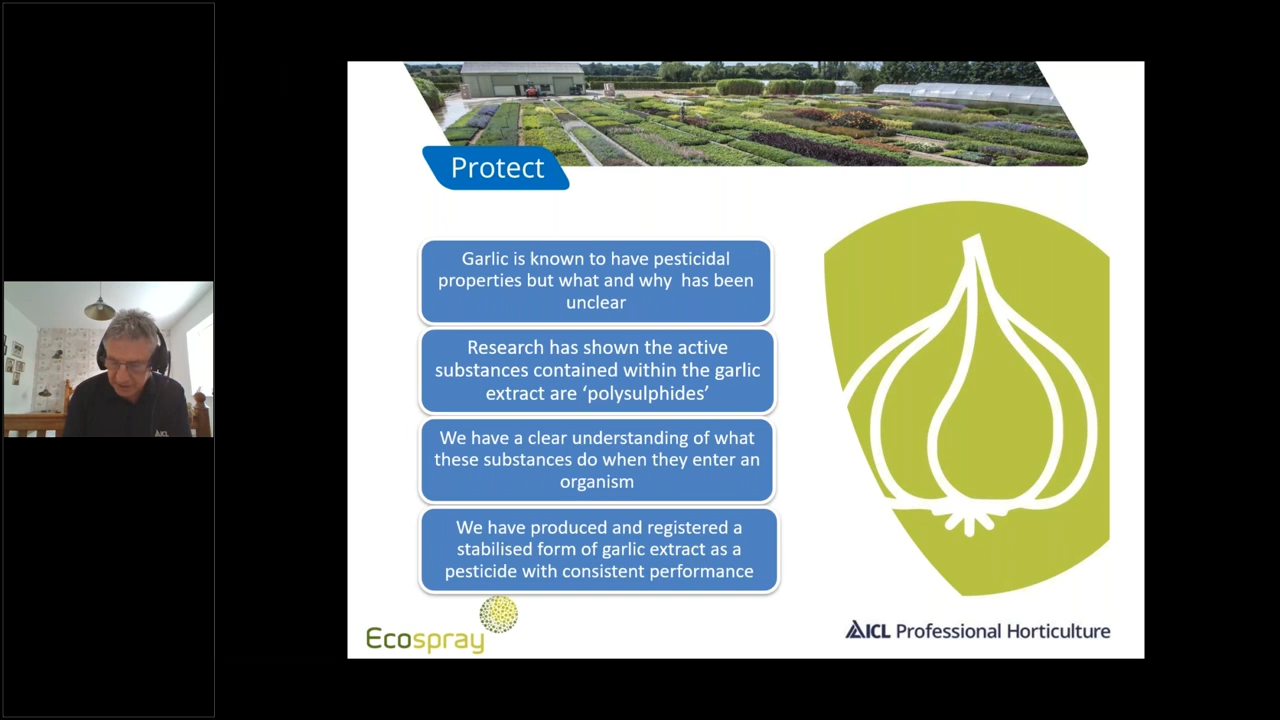 Protect
Garlic is known to have pesticidal
properties but what and why has been
unclear
Research has shown the active
substances contained within the garlic
extract are ‘polysulphides’
We have a clear understanding of what
these substances do when they enter an
organism
We have produced and registered a
stabilised form of garlic extract as a
pesticide with consistent performance
Ecospray
ICL Professional Horticulture
ICL